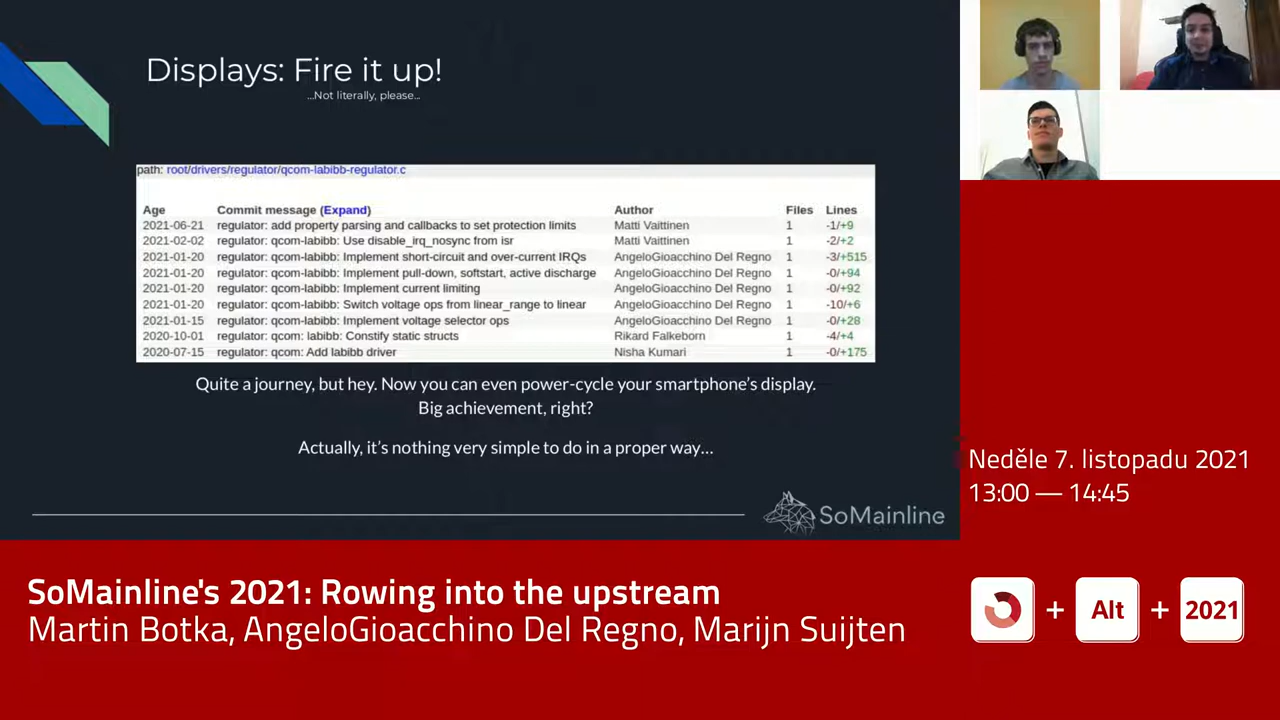 Displays: Fire it up!
...Not literally, please...
path: root/drivers/regulator/qcom-labibb-regulator.c
Age Commit message (Expand) Author Files Lines
2021-06-21 regulator: add property parsing and callbacks to set protection limits Matti Vaittinen 1 -1/+9
2021-02-02 regulator: qcom-labibb: Use disable_irq_nosync from isr Matti Vaittinen 1 -2/+2
2021-01-20 regulator: qcom-labibb: Implement short-circuit and over-current IRQs AngeloGioacchino Del Regno 1 -3/+515
2021-01-20 regulator: qcom-labibb: Implement pull-down, softstart, active discharge AngeloGioacchino Del Regno 1 -0/+94
2021-01-20 regulator: qcom-labibb: Implement current limiting AngeloGioacchino Del Regno 1 -0/+92
2021-01-20 regulator: qcom-labibb: Switch voltage ops from linear_range to linear AngeloGioacchino Del Regno 1 -10/+6
2021-01-15 regulator: qcom-labibb: Implement voltage selector ops AngeloGioacchino Del Regno 1 -0/+28
2020-10-01 regulator: qcom: labibb: Constify static structs Rikard Falkeborn 1 -4/+4
2020-07-15 regulator: qcom: Add labibb driver Nisha Kumari 1 -0/+175
Quite a journey, but hey. Now you can even power-cycle your smartphone's display.
Big achievement, right?
Actually, it's nothing very simple to do in a proper way...
SoMainline
Neděle 7. listopadu 2021
13:00 — 14:45
SoMainline's 2021: Rowing into the upstream
Martin Botka, AngeloGioacchino Del Regno, Marijn Suijten
+ Alt + 2021